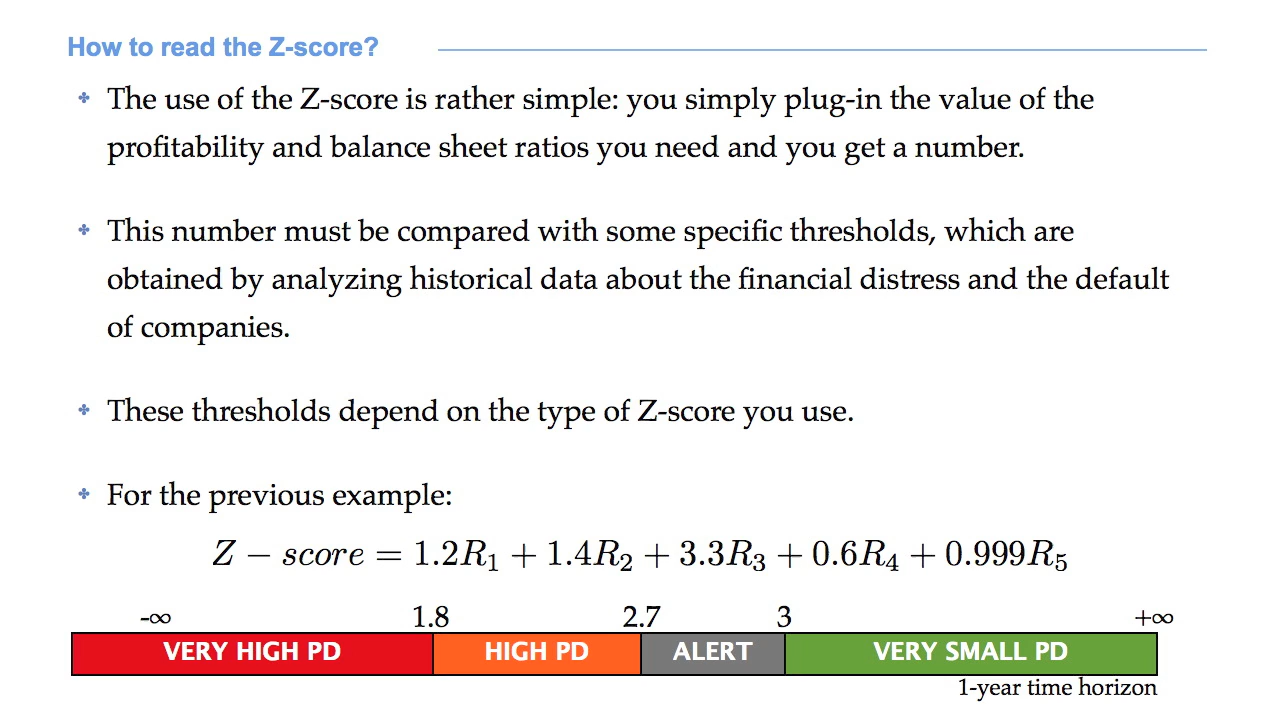 How to read the Z-score?
The use of the Z-score is rather simple: you simply plug-in the value of the
profitability and balance sheet ratios you need and you get a number.
This number must be compared with some specific thresholds, which are
obtained by analyzing historical data about the financial distress and the default
of companies.
These thresholds depend on the type of Z-score you use.
For the previous example:
Z − score = 1.2R₁ + 1.4R₂ + 3.3R₃ + 0.6R₄ + 0.999R₅
-∞ 1.8 2.7 3 +∞
VERY HIGH PD HIGH PD ALERT VERY SMALL PD
1-year time horizon